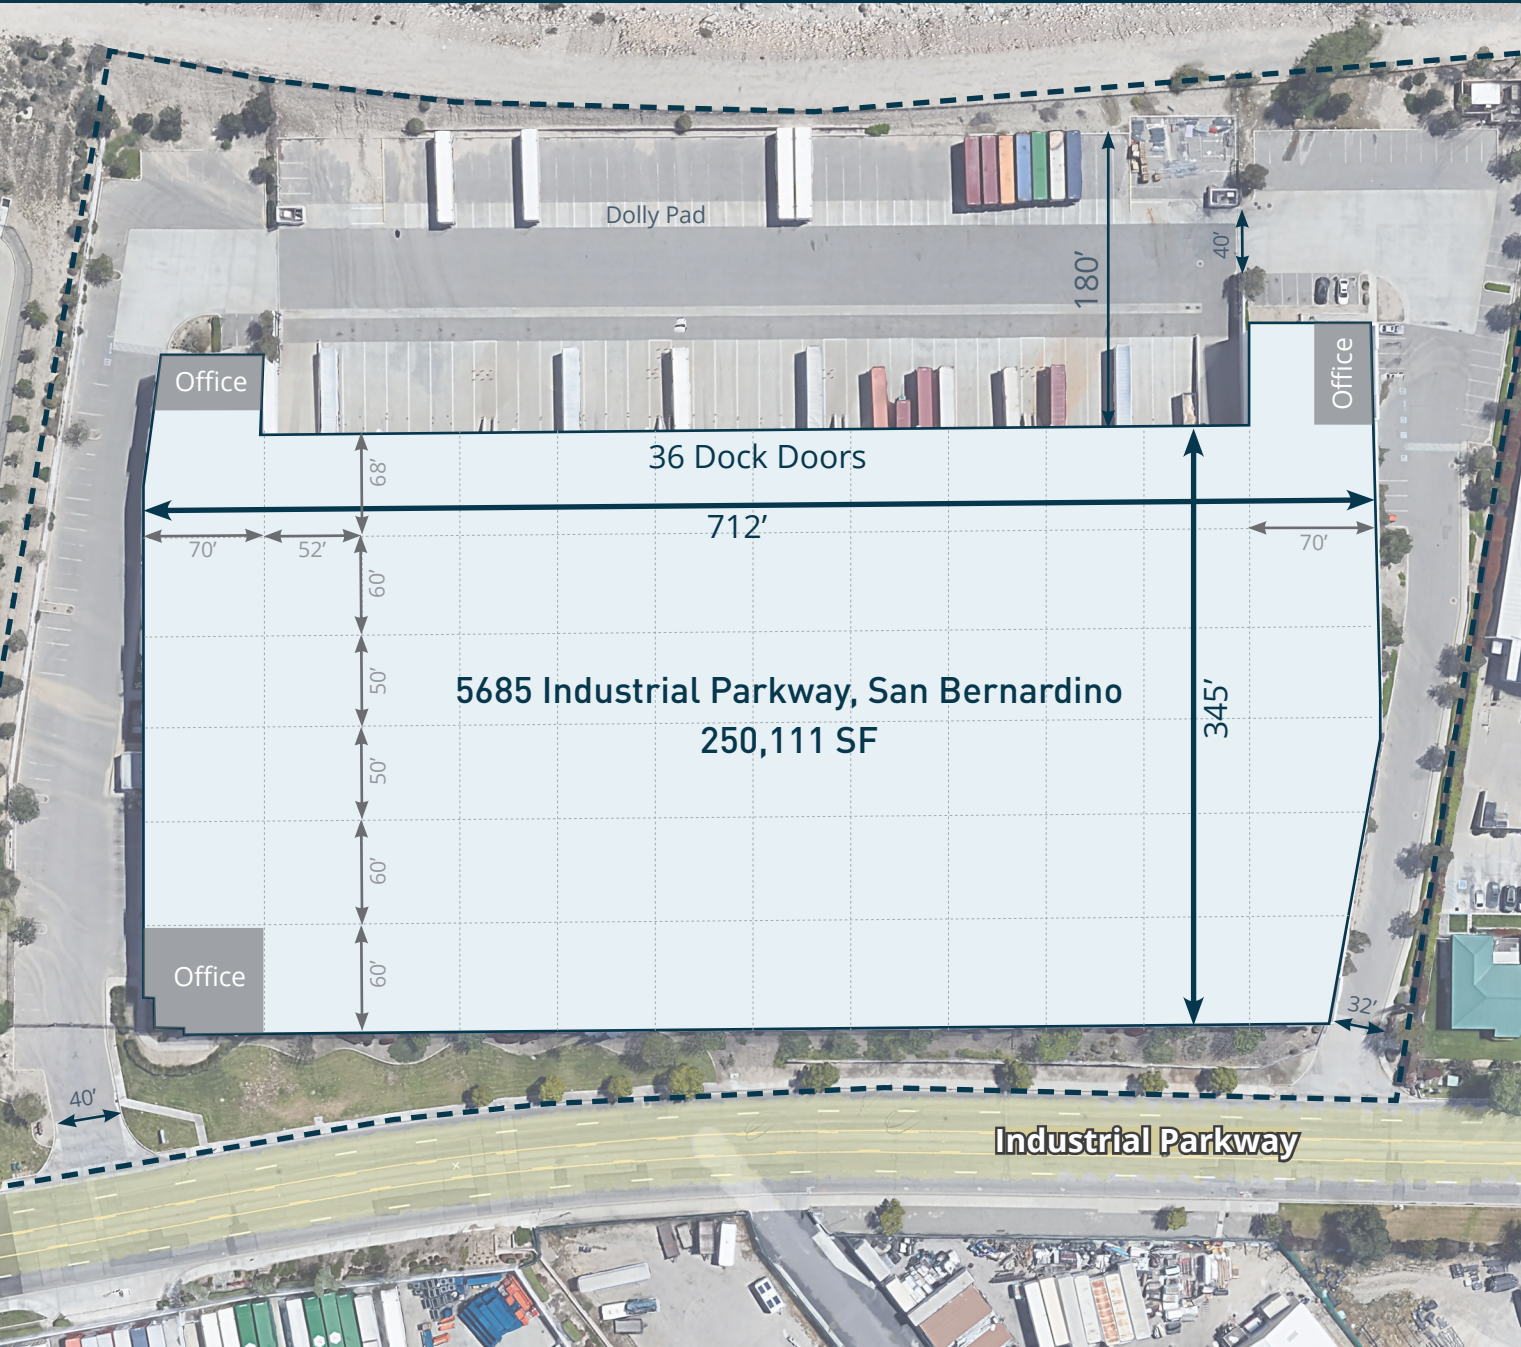 Dolly Pad
180’
40’
Office
Office
36 Dock Doors
68’
712’
70’
52’
70’
60’
50’
5685 Industrial Parkway, San Bernardino
250,111 SF
345’
50’
60’
Office
60’
32’
40’
Industrial Parkway